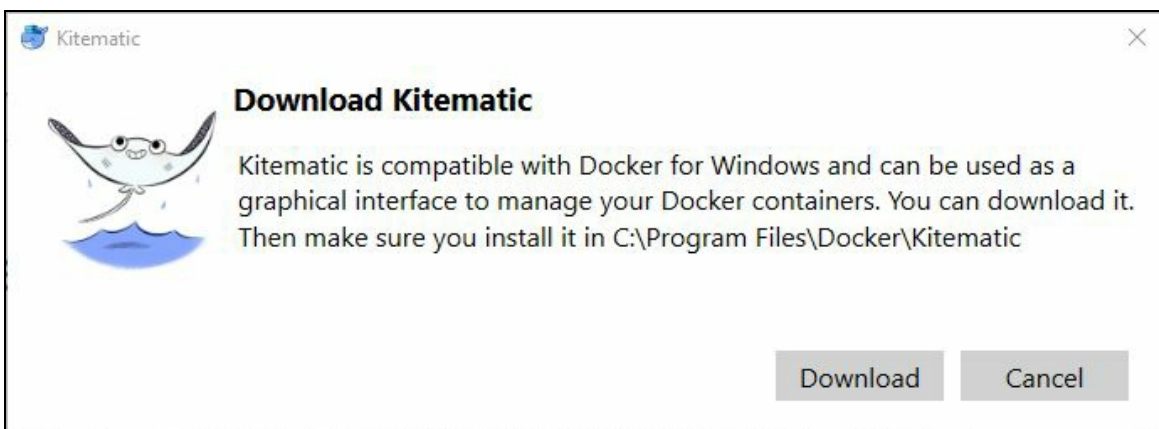 Kitematic
Download Kitematic
Kitematic is compatible with Docker for Windows and can be used as a
graphical interface to manage your Docker containers. You can download it.
Then make sure you install it in C:\Program Files\Docker\Kitematic
Download Cancel